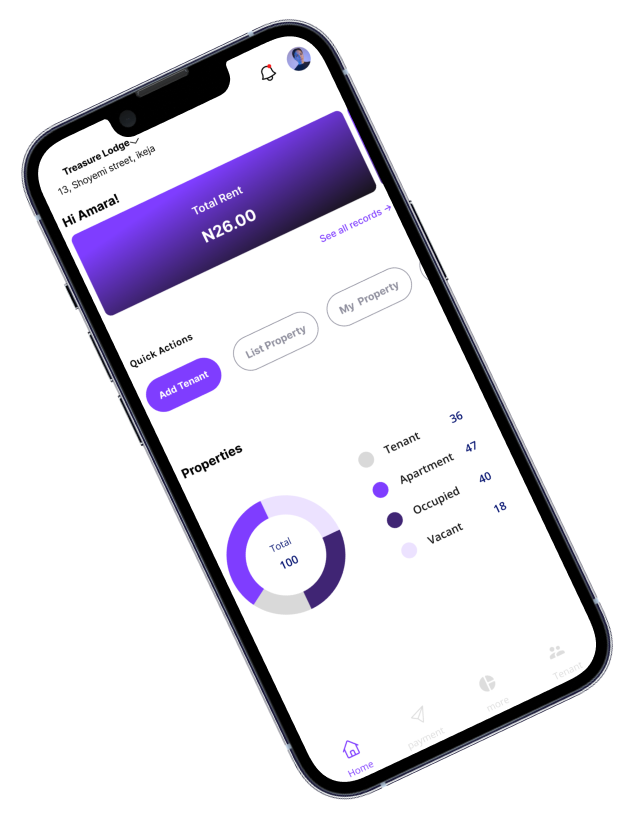 Treasure Lodge
13, Shoyemi street, ikeja
Hi Amara!
Total Rent
N26.00
See all records →
Quick Actions
Add Tenant
List Property
My Property
Properties
Total
100
Tenant 36
Apartment 47
Occupied 40
Vacant 18
Home
payment
more
Tenant